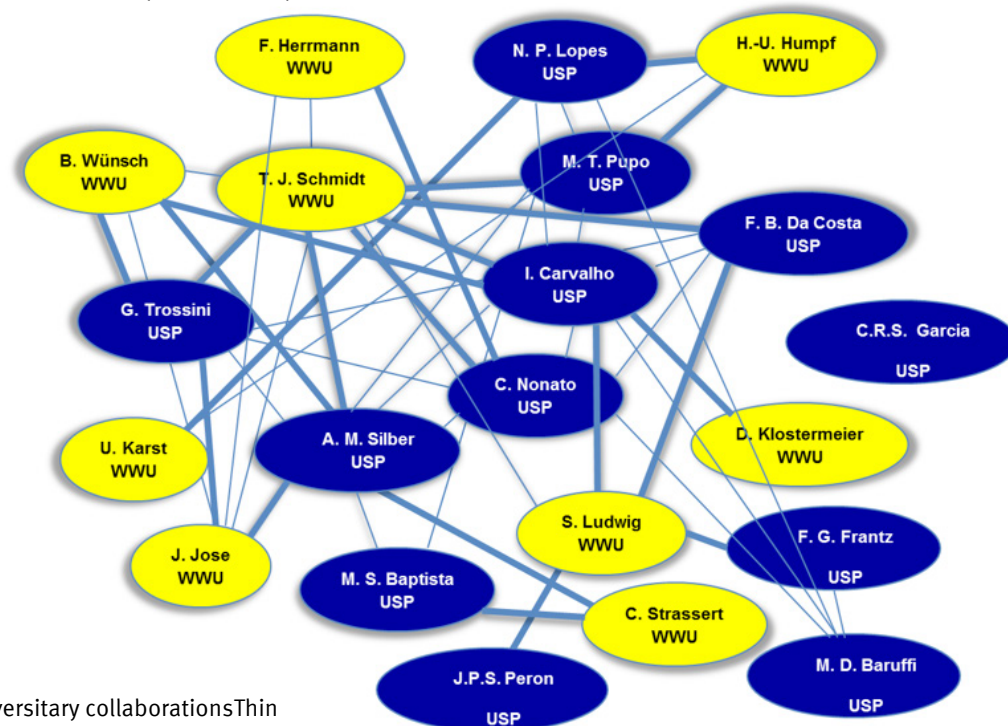 F. Herrmann
WWU
N. P. Lopes
USP
H.-U. Humpf
WWU
B. Wünsch
WWU
T. J. Schmidt
WWU
M. T. Pupo
USP
F. B. Da Costa
USP
I. Carvalho
USP
G. Trossini
USP
C.R.S. Garcia
USP
C. Nonato
USP
U. Karst
WWU
A. M. Silber
USP
D. Klostermeier
WWU
S. Ludwig
WWU
F. G. Frantz
USP
J. Jose
WWU
M. S. Baptista
USP
C. Strassert
WWU
J.P.S. Peron
USP
M. D. Baruffi
USP
versitary collaborationsThin